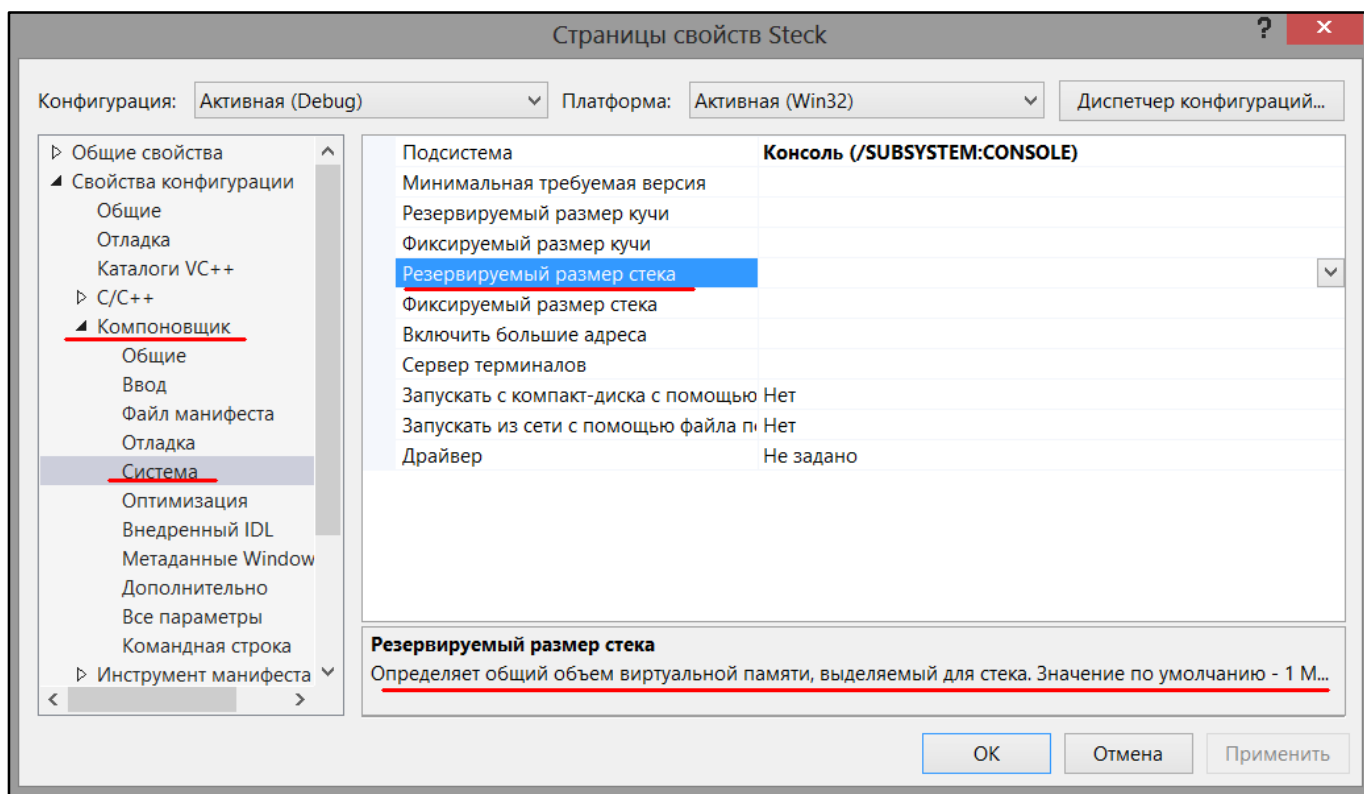 Страницы свойств Steck
?
x
Конфигурация: Активная (Debug) Платформа: Активная (Win32) Диспетчер конфигураций...
Общие свойства
Свойства конфигурации
Общие
Отладка
Каталоги VC++
C/C++
Компоновщик
Общие
Ввод
Файл манифеста
Отладка
Система
Оптимизация
Внедренный IDL
Метаданные Window
Дополнительно
Все параметры
Командная строка
Инструмент манифеста
Подсистема Консоль (/SUBSYSTEM:CONSOLE)
Минимальная требуемая версия
Резервируемый размер кучи
Фиксируемый размер кучи
Резервируемый размер стека
Фиксируемый размер стека
Включить большие адреса
Сервер терминалов
Запускать с компакт-диска с помощью Нет
Запускать из сети с помощью файла п Нет
Драйвер Не задано
Резервируемый размер стека
Определяет общий объем виртуальной памяти, выделяемый для стека. Значение по умолчанию - 1 М...
ОК Отмена Применить